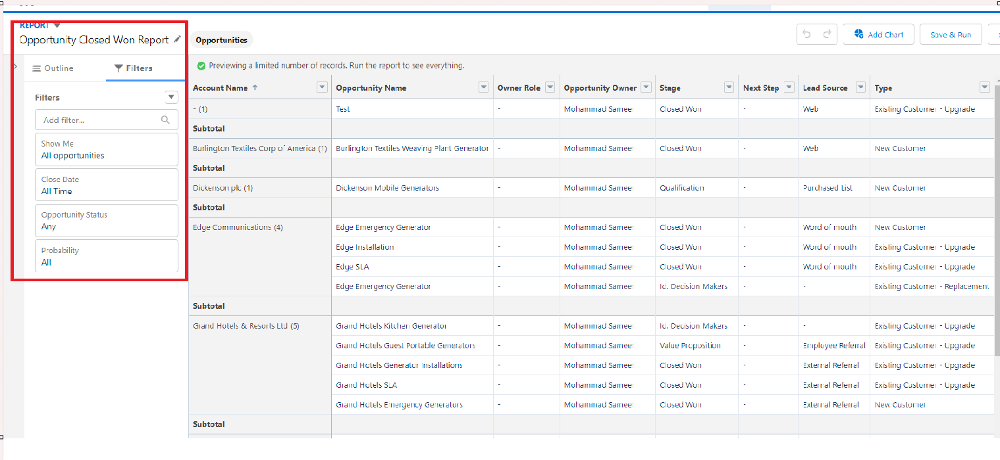 REPORT
Opportunity Closed Won Report
Opportunities
Add Chart
Save & Run
Outline
Filters
Previewing a limited number of records. Run the report to see everything.
Filters
Add filter...
Show Me
All opportunities
Close Date
All Time
Opportunity Status
Any
Probability
All
Account Name Opportunity Name Owner Role Opportunity Owner Stage Next Step Lead Source Type
- (1) Test - Mohammad Sameer Closed Won - Web Existing Customer - Upgrade
Subtotal
Burlington Textiles Corp of America (1) Burlington Textiles Weaving Plant Generator - Mohammad Sameer Closed Won - Web New Customer
Subtotal
Dickenson plc (1) Dickenson Mobile Generators - Mohammad Sameer Qualification - Purchased List New Customer
Subtotal
Edge Communications (4) Edge Emergency Generator - Mohammad Sameer Closed Won - Word of mouth New Customer
Edge Installation - Mohammad Sameer Closed Won - Word of mouth Existing Customer - Upgrade
Edge SLA - Mohammad Sameer Closed Won - Word of mouth Existing Customer - Upgrade
Edge Emergency Generator - Mohammad Sameer Id. Decision Makers - - Existing Customer - Replacement
Subtotal
Grand Hotels & Resorts Ltd (5) Grand Hotels Kitchen Generator - Mohammad Sameer Id. Decision Makers - - Existing Customer - Upgrade
Grand Hotels Guest Portable Generators - Mohammad Sameer Value Proposition - Employee Referral Existing Customer - Upgrade
Grand Hotels Generator Installations - Mohammad Sameer Closed Won - External Referral Existing Customer - Upgrade
Grand Hotels SLA - Mohammad Sameer Closed Won - External Referral Existing Customer - Upgrade
Grand Hotels Emergency Generators - Mohammad Sameer Closed Won - External Referral New Customer
Subtotal